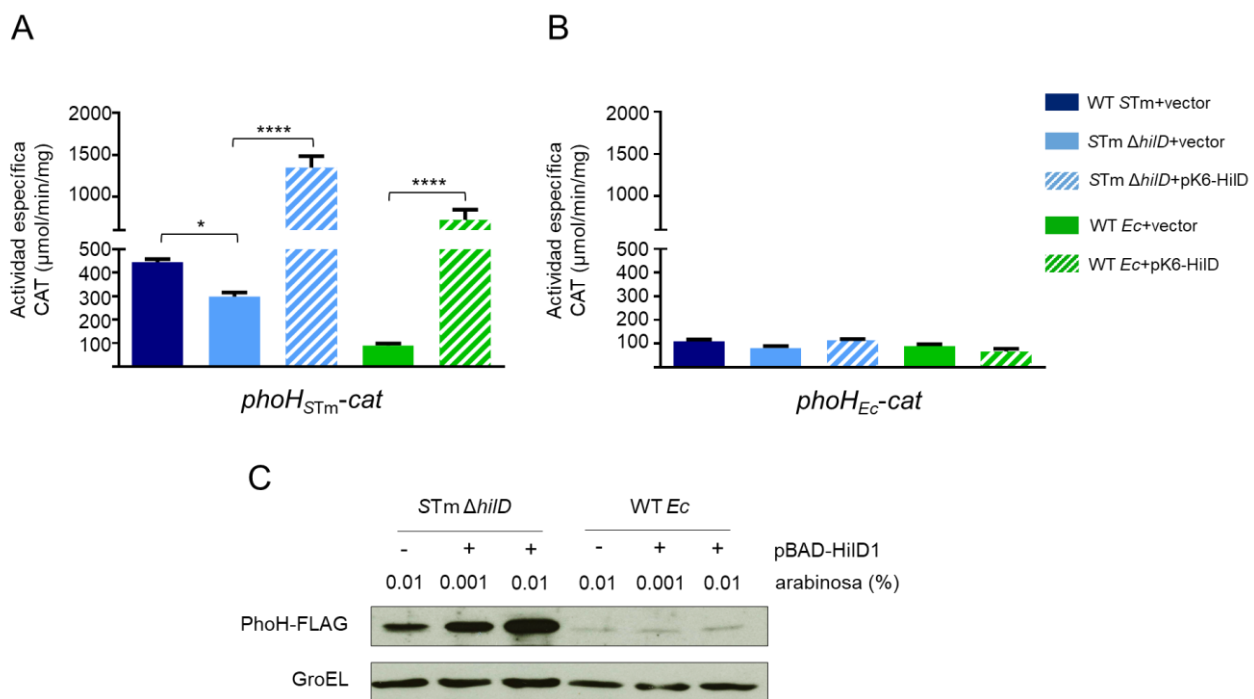 A
B
2000
1500
1000
500
400
300
200
100
Actividad específica
CAT (µmol/min/mg)
*
****
****
phoHSTm-cat
2000
1500
1000
500
400
300
200
100
Actividad específica
CAT (µmol/min/mg)
phoHEc-cat
WT STm+vector
STm ΔhilD+vector
STm ΔhilD+pK6-HilD
WT Ec+vector
WT Ec+pK6-HilD
C
STm ΔhilD WT Ec
- + + - + + pBAD-HilD1
0.01 0.001 0.01 0.01 0.001 0.01 arabinosa (%)
PhoH-FLAG
GroEL